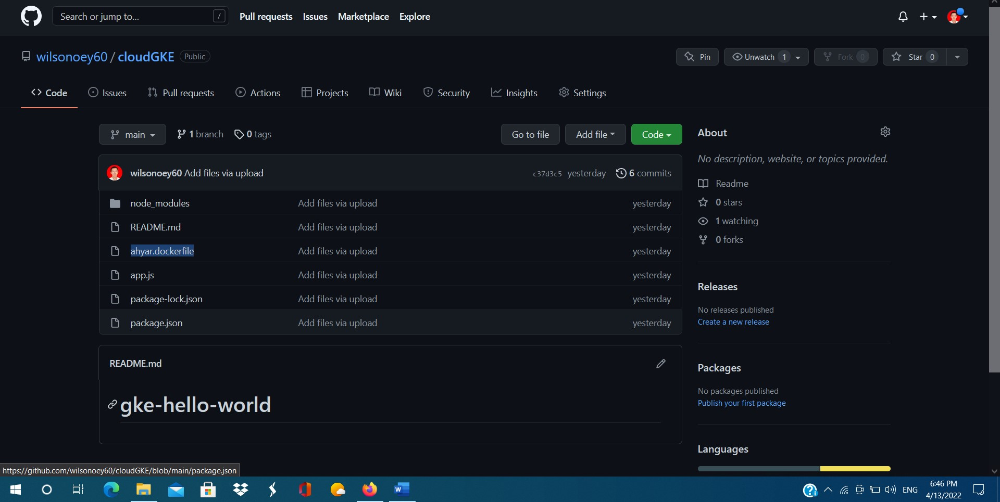 Search or jump to... /
Pull requests Issues Marketplace Explore
wilsonoey60 / cloudGKE Public
Pin Unwatch 1 Fork 0 Star 0
Code Issues Pull requests Actions Projects Wiki Security Insights Settings
main 1 branch 0 tags Go to file Add file Code
wilsonoey60 Add files via upload c37d3c5 yesterday 6 commits
node_modules Add files via upload yesterday
README.md Add files via upload yesterday
ahyar.dockerfile Add files via upload yesterday
app.js Add files via upload yesterday
package-lock.json Add files via upload yesterday
package.json Add files via upload yesterday
README.md
gke-hello-world
About
No description, website, or topics provided.
Readme
0 stars
1 watching
0 forks
Releases
No releases published
Create a new release
Packages
No packages published
Publish your first package
Languages
https://github.com/wilsonoey60/cloudGKE/blob/main/package.json
ENG
6:46 PM
4/13/2022